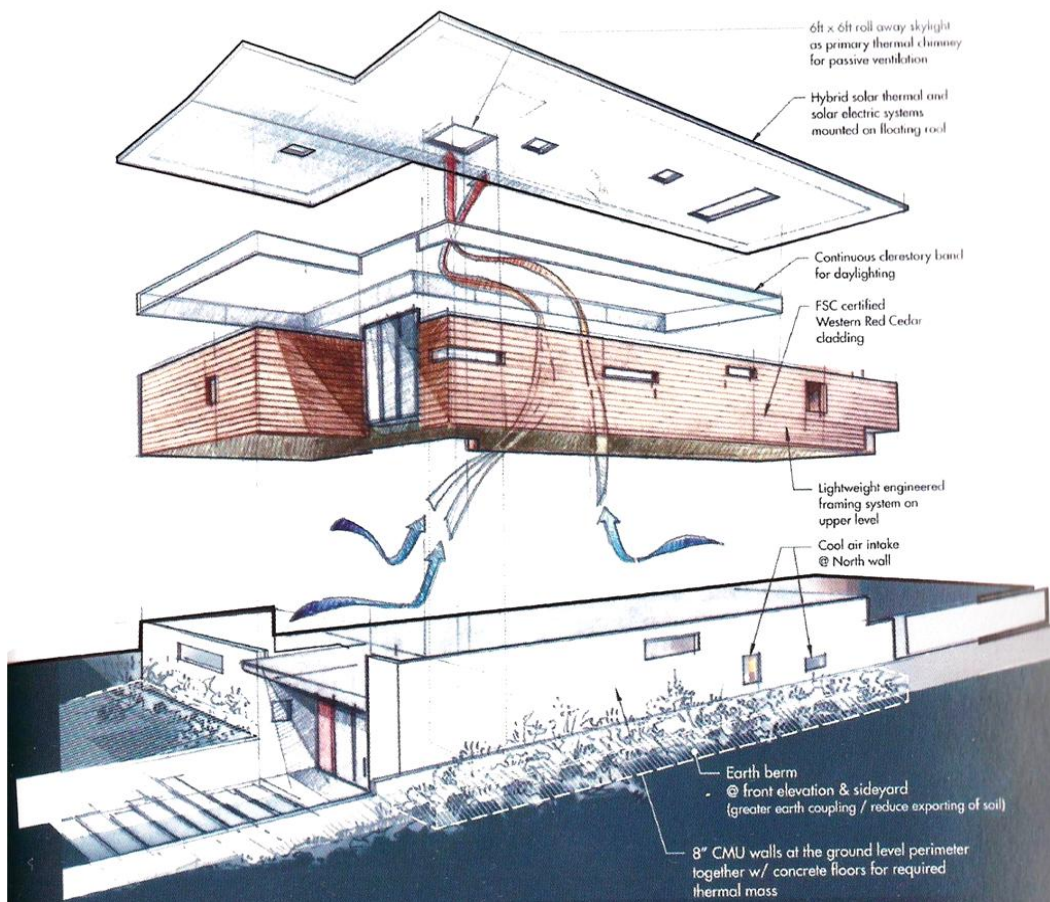 6ft x 6ft roll away skylight
as primary thermal chimney
for passive ventilation
Hybrid solar thermal and
solar electric systems
mounted on floating roof
Continuous clerestory band
for daylighting
FSC certified
Western Red Cedar
cladding
Lightweight engineered
framing system on
upper level
Cool air intake
@ North wall
Earth berm
@ front elevation & sideyard
(greater earth coupling / reduce exporting of soil)
8" CMU walls at the ground level perimeter
together w/ concrete floors for required
thermal mass